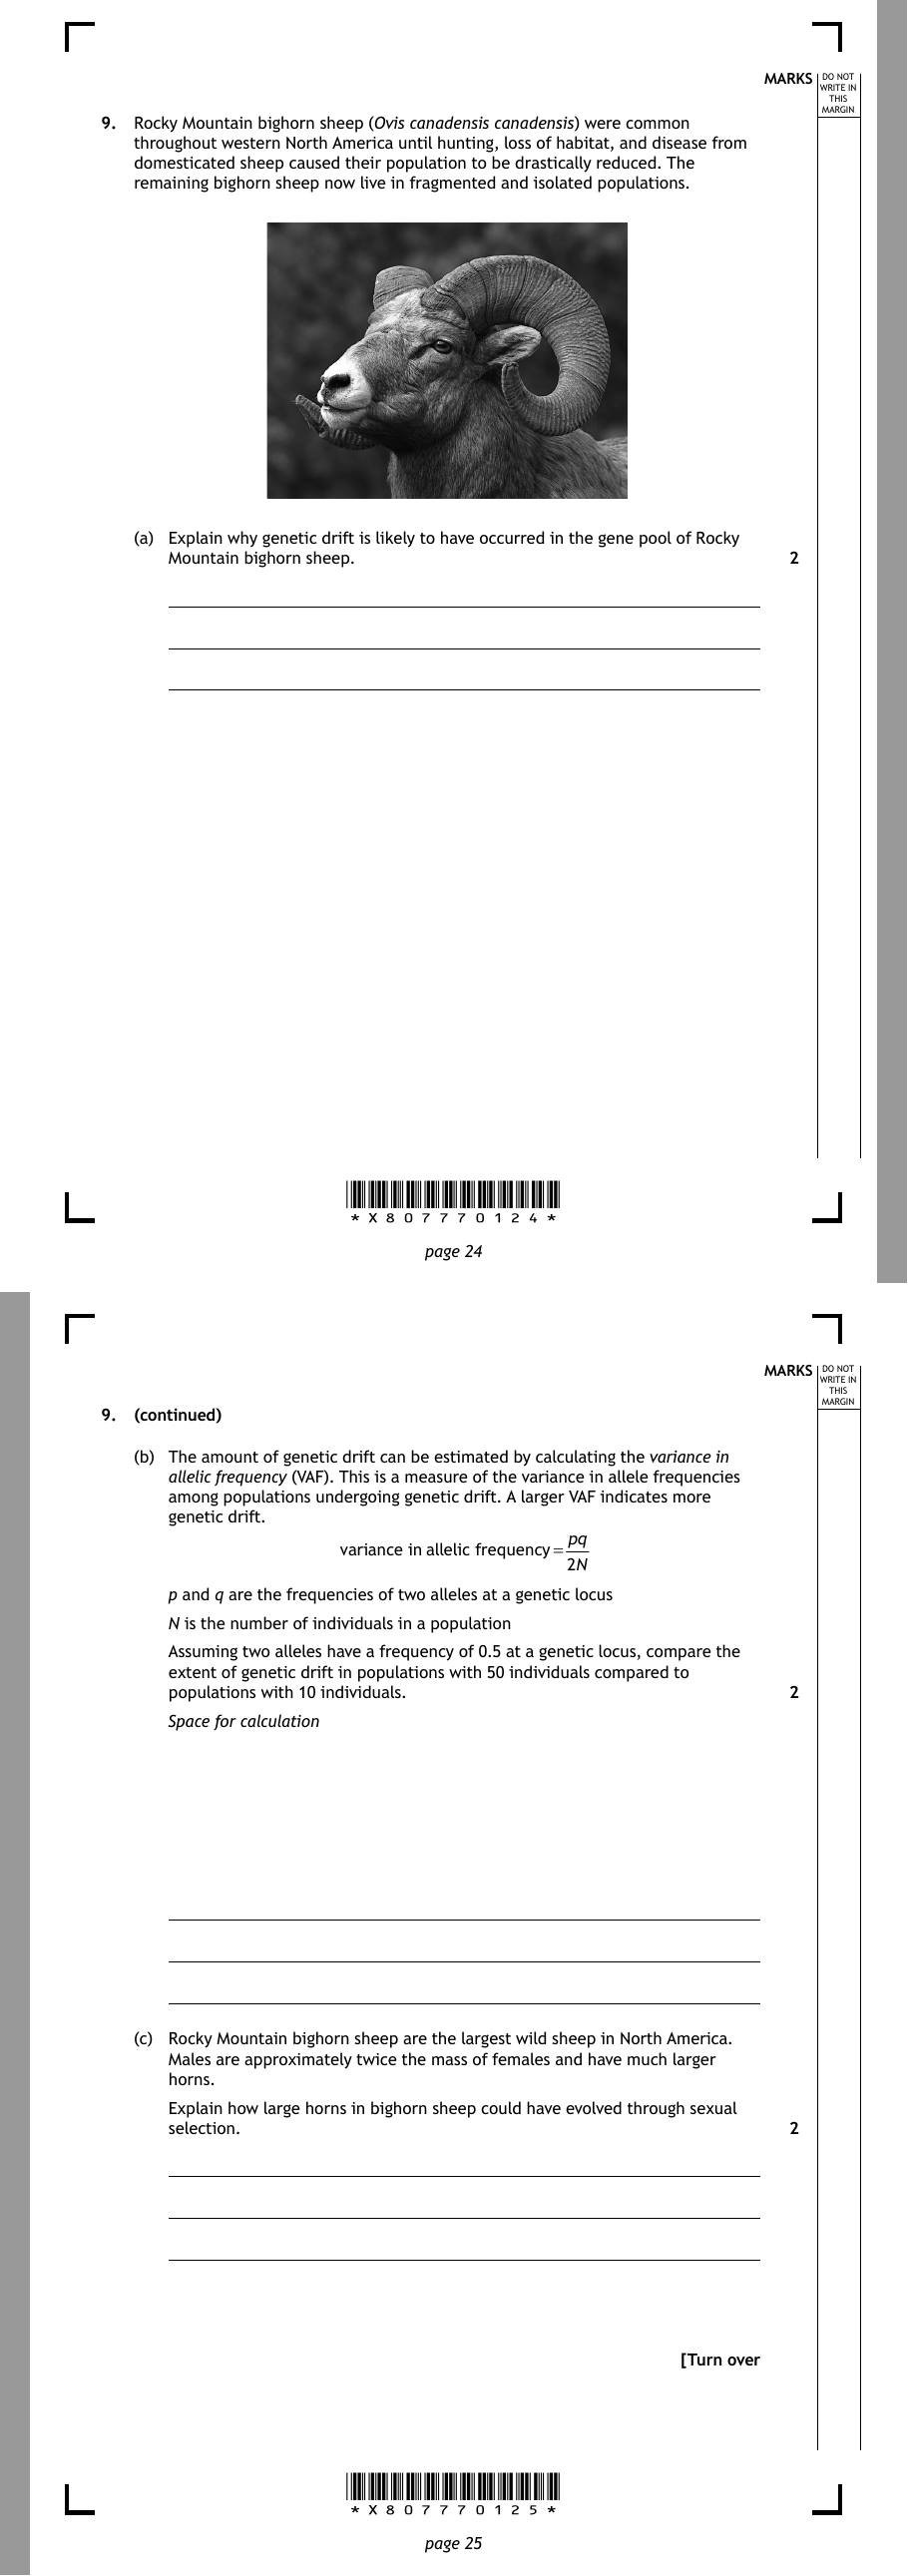 MARKS
DO NOT
WRITE IN
THIS
MARGIN
9. Rocky Mountain bighorn sheep (Ovis canadensis canadensis) were common
throughout western North America until hunting, loss of habitat, and disease from
domesticated sheep caused their population to be drastically reduced. The
remaining bighorn sheep now live in fragmented and isolated populations.
(a) Explain why genetic drift is likely to have occurred in the gene pool of Rocky
Mountain bighorn sheep. 2
* X 8 0 7 7 7 0 1 2 4 *
page 24
MARKS
DO NOT
WRITE IN
THIS
MARGIN
9. (continued)
(b) The amount of genetic drift can be estimated by calculating the variance in
allelic frequency (VAF). This is a measure of the variance in allele frequencies
among populations undergoing genetic drift. A larger VAF indicates more
genetic drift.
variance in allelic frequency = pq/2N
p and q are the frequencies of two alleles at a genetic locus
N is the number of individuals in a population
Assuming two alleles have a frequency of 0.5 at a genetic locus, compare the
extent of genetic drift in populations with 50 individuals compared to
populations with 10 individuals. 2
Space for calculation
(c) Rocky Mountain bighorn sheep are the largest wild sheep in North America.
Males are approximately twice the mass of females and have much larger
horns.
Explain how large horns in bighorn sheep could have evolved through sexual
selection. 2
[Turn over
* X 8 0 7 7 7 0 1 2 5 *
page 25